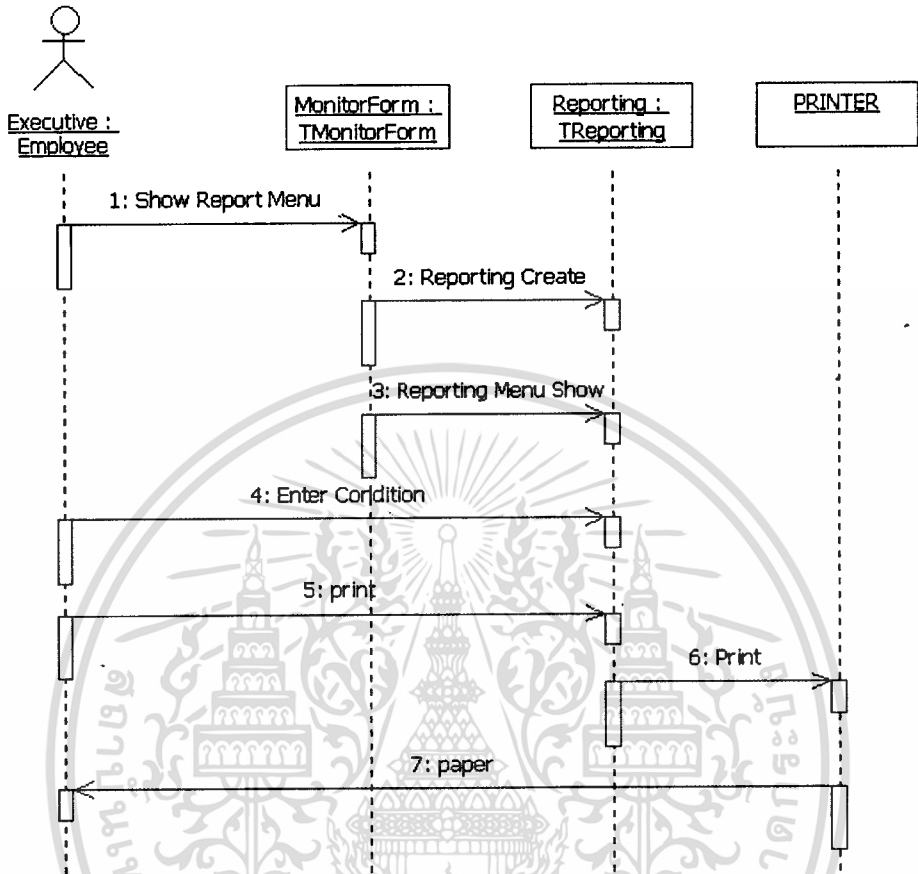 Executive :
Employee
MonitorForm :
TMonitorForm
Reporting :
TReporting
PRINTER
1: Show Report Menu
2: Reporting Create
3: Reporting Menu Show
4: Enter Condition
5: print
6: Print
7: paper